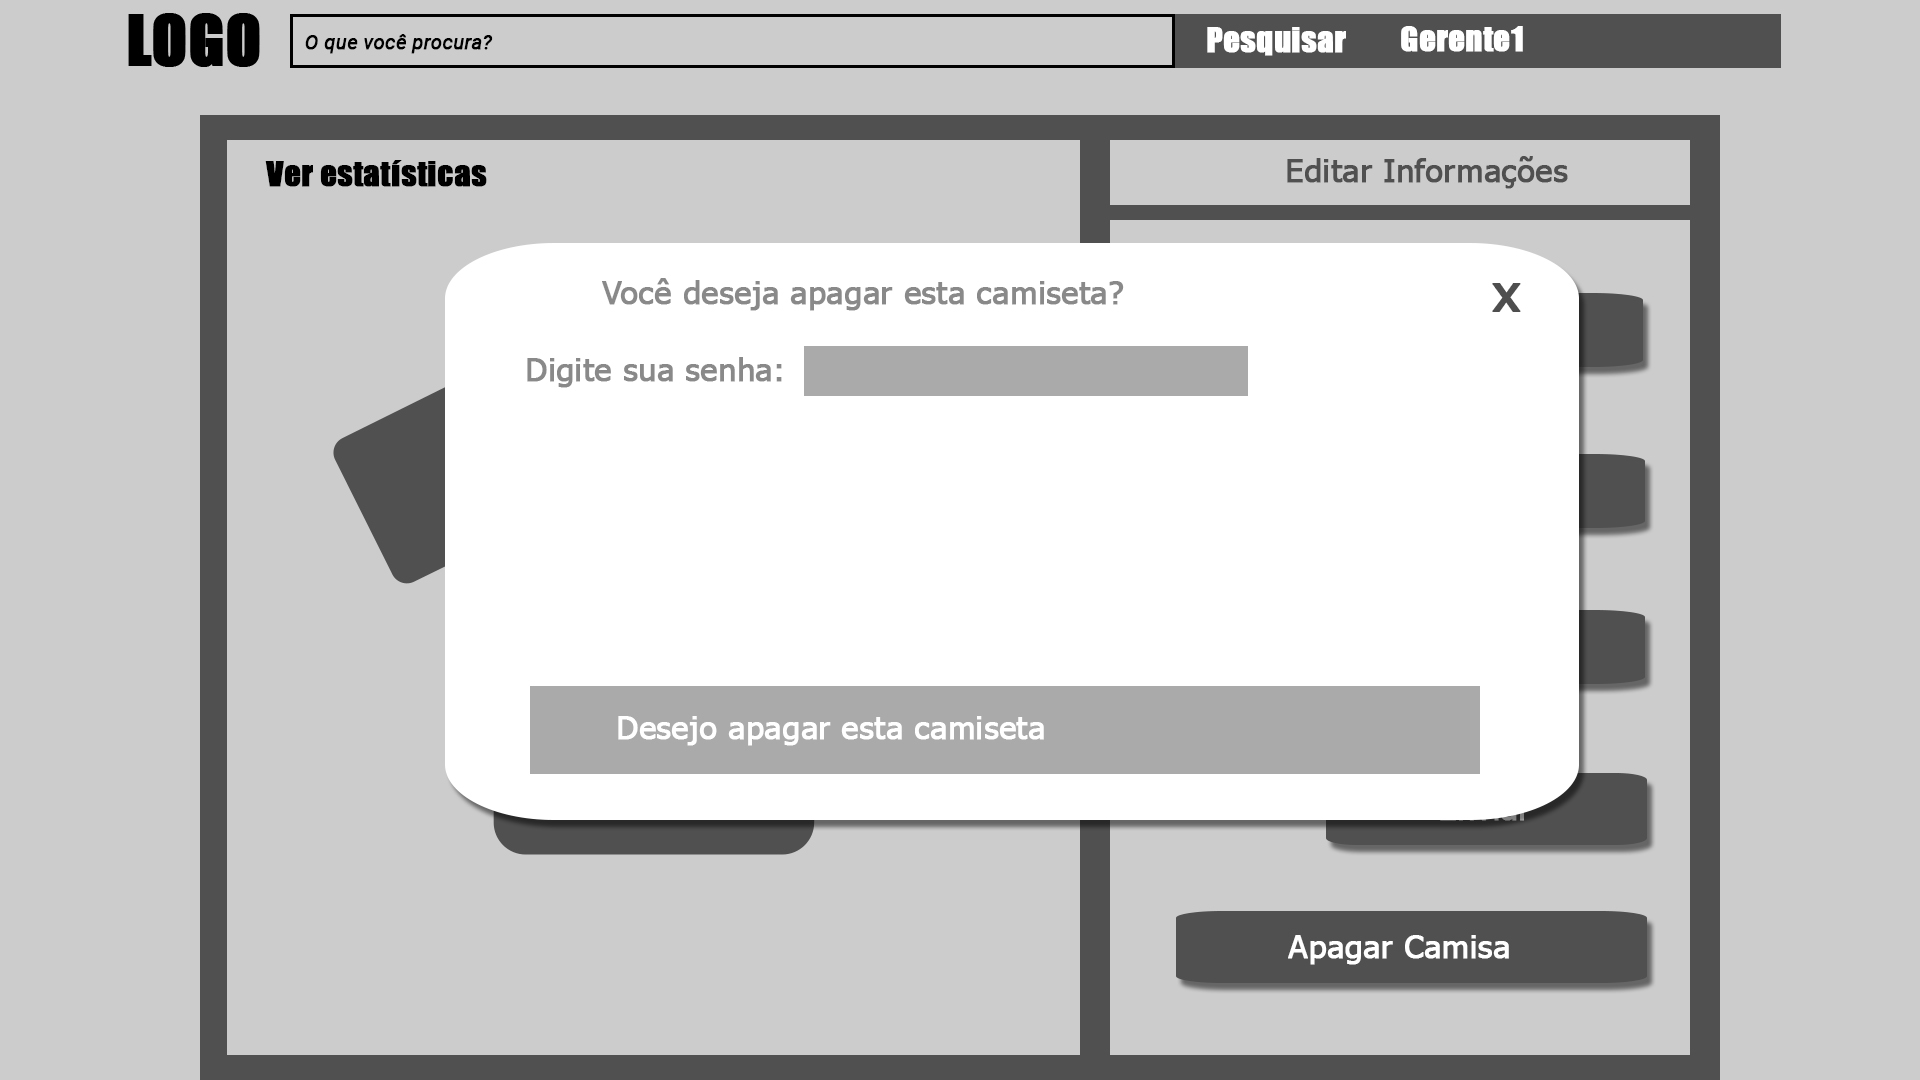 LOGO
O que você procura?
Pesquisar
Gerente1
Ver estatísticas
Editar Informações
Você deseja apagar esta camiseta?
X
Digite sua senha:
Desejo apagar esta camiseta
Apagar Camisa